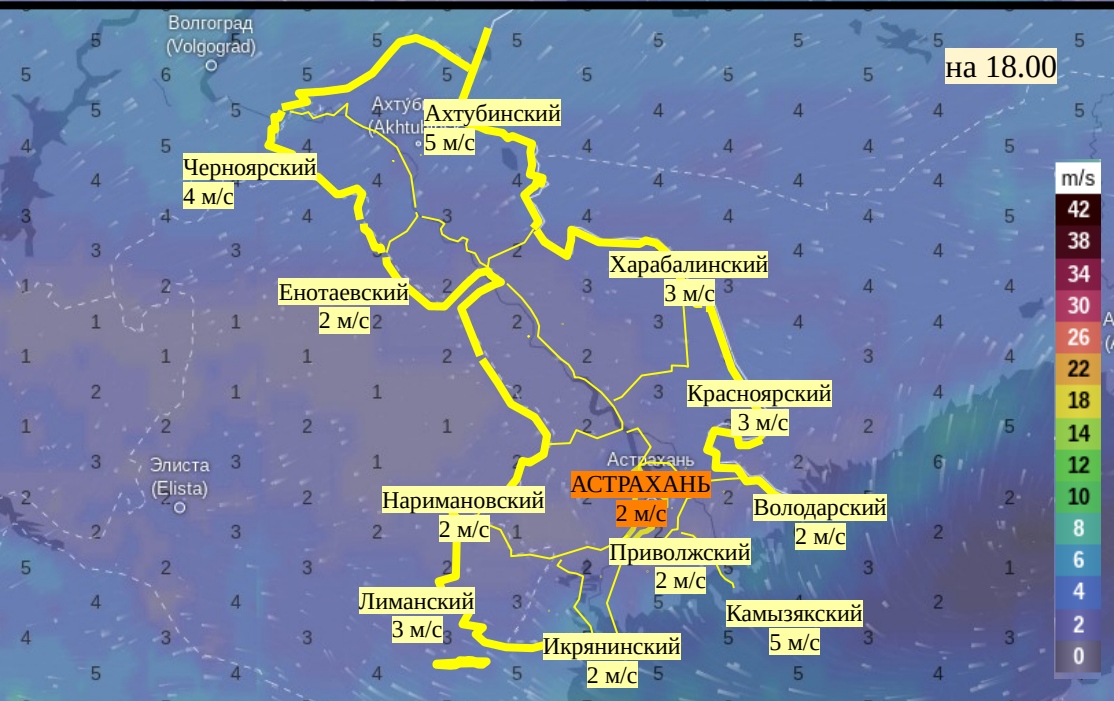 Волгоград
(Volgograd)
на 18.00
Ахтубинский
5 м/с
Черноярский
4 м/с
m/s
42
38
34
30
26
22
18
14
12
10
8
6
4
2
0
Харабалинский
3 м/с
Енотаевский
2 м/с
Красноярский
3 м/с
Элиста
(Elista)
Астрахань
АСТРАХАНЬ
2 м/с
Наримановский
2 м/с
Володарский
2 м/с
Приволжский
2 м/с
Лиманский
3 м/с
Камызякский
5 м/с
Икрянинский
2 м/с